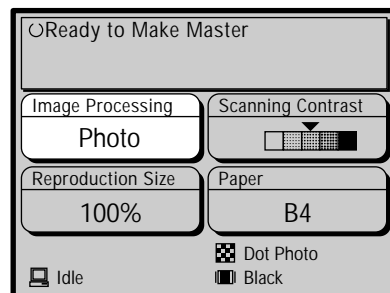 Ready to Make Master
Image Processing
Photo
Scanning Contrast
Reproduction Size
100%
Paper
B4
Dot Photo
Idle
Black